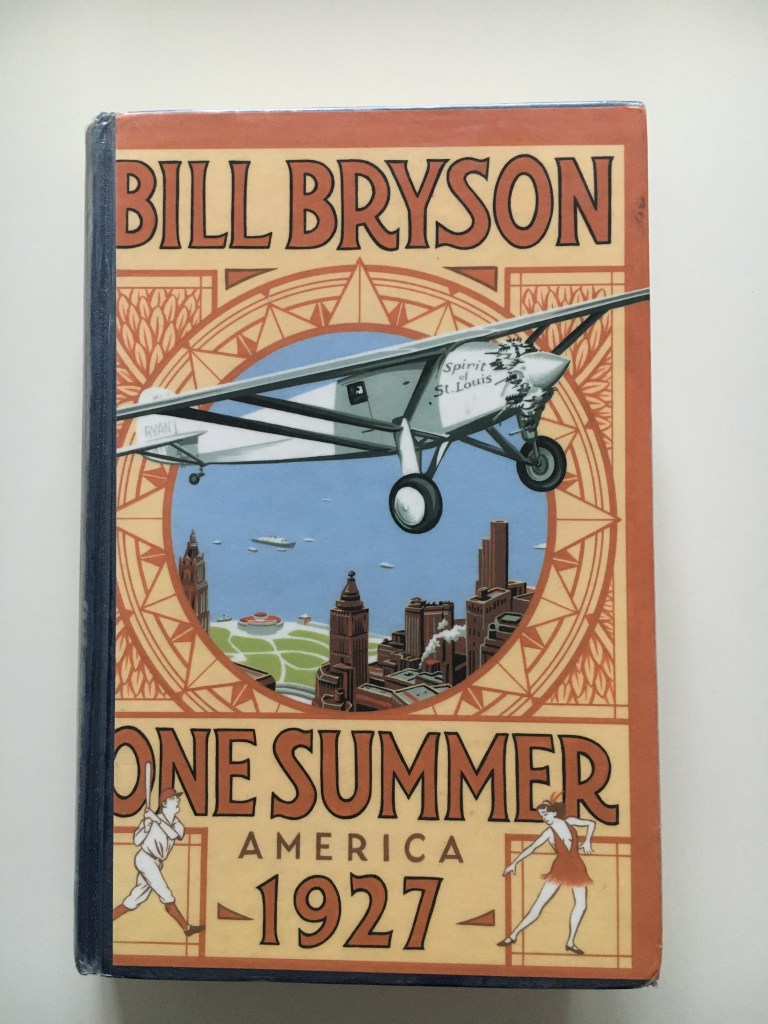 BILL BRYSON
Spirit
of
St. Louis
RYAN
ONE SUMMER
AMERICA
1927